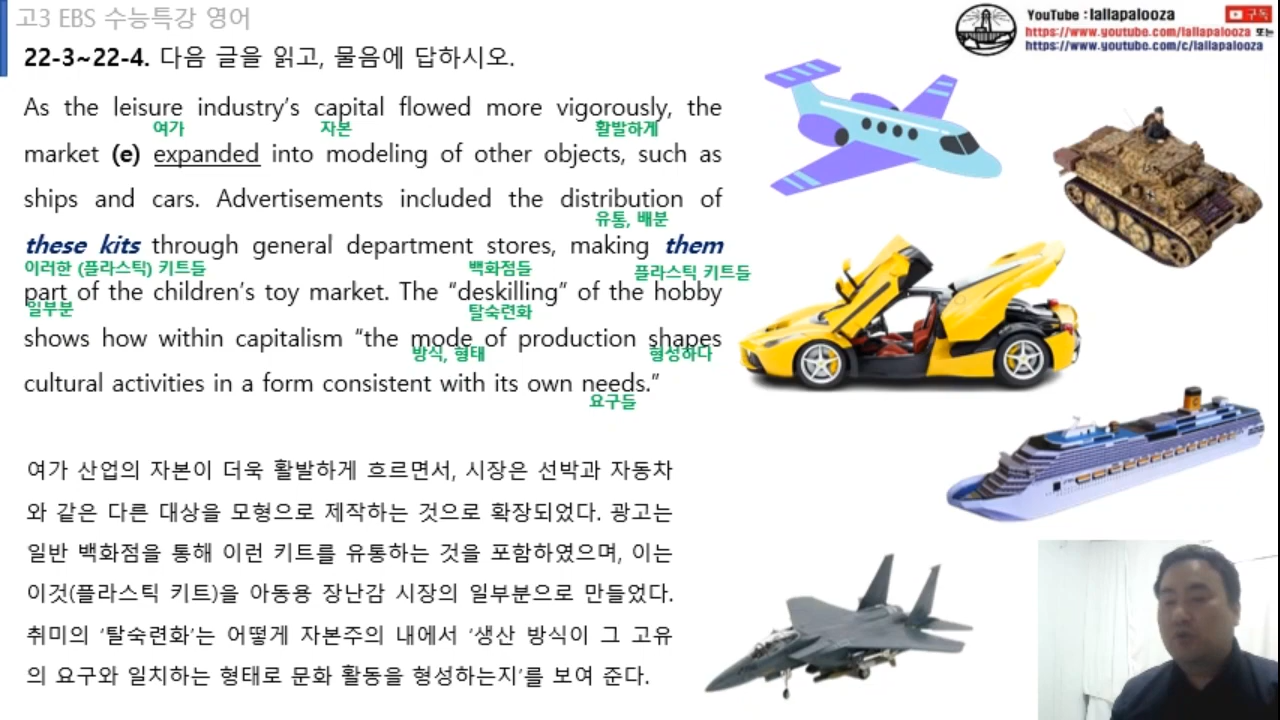 고3 EBS 수능특강 영어
YouTube : lallapalooza
구독
https://www.youtube.com/lallapalooza 또는
https://www.youtube.com/c/lallapalooza
22-3~22-4. 다음 글을 읽고, 물음에 답하시오.
As the leisure industry's capital flowed more vigorously, the
여가 자본 활발하게
market (e) expanded into modeling of other objects, such as
ships and cars. Advertisements included the distribution of
유통, 배분
these kits through general department stores, making them
이러한 (플라스틱) 키트들 백화점들 플라스틱 키트들
part of the children's toy market. The “deskilling” of the hobby
일부분 탈숙련화
shows how within capitalism “the mode of production shapes
방식, 형태 형성하다
cultural activities in a form consistent with its own needs.”
요구들
여가 산업의 자본이 더욱 활발하게 흐르면서, 시장은 선박과 자동차
와 같은 다른 대상을 모형으로 제작하는 것으로 확장되었다. 광고는
일반 백화점을 통해 이런 키트를 유통하는 것을 포함하였으며, 이는
이것(플라스틱 키트)을 아동용 장난감 시장의 일부분으로 만들었다.
취미의 ‘탈숙련화’는 어떻게 자본주의 내에서 ‘생산 방식이 그 고유
의 요구와 일치하는 형태로 문화 활동을 형성하는지’를 보여 준다.